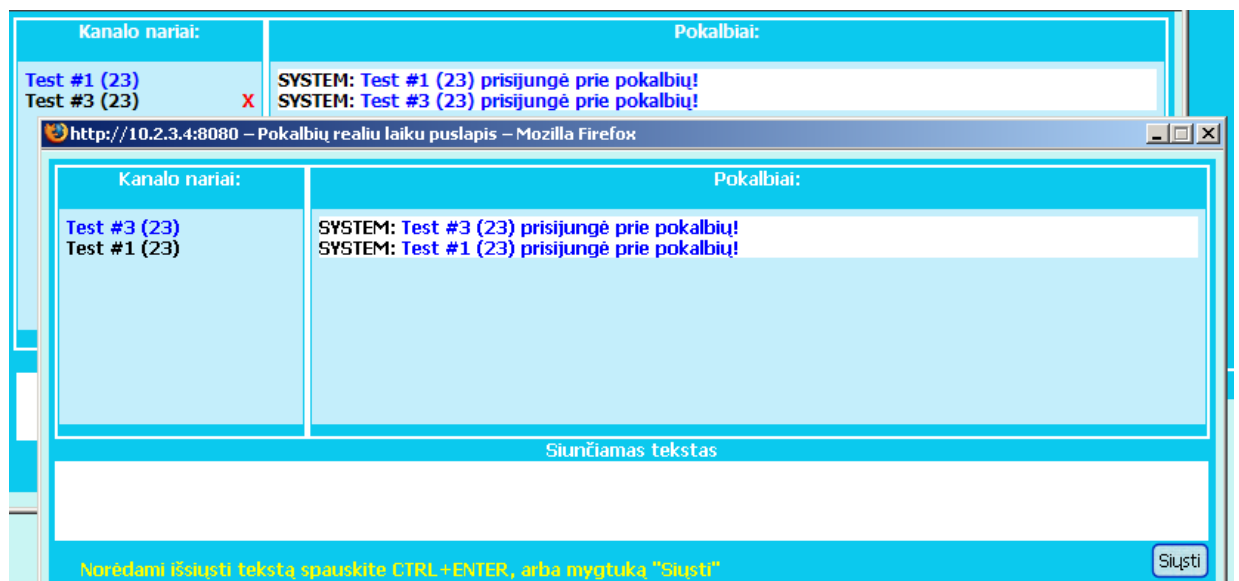 Kanalo nariai: Pokalbiai:
Test #1 (23) SYSTEM: Test #1 (23) prisijungė prie pokalbių!
Test #3 (23) X SYSTEM: Test #3 (23) prisijungė prie pokalbių!
http://10.2.3.4:8080 – Pokalbių realiu laiku puslapis – Mozilla Firefox
Kanalo nariai: Pokalbiai:
Test #3 (23) SYSTEM: Test #3 (23) prisijungė prie pokalbių!
Test #1 (23) SYSTEM: Test #1 (23) prisijungė prie pokalbių!
Siunčiamas tekstas
Siųsti
Norėdami išsiųsti tekstą spauskite CTRL+ENTER, arba mygtuką "Siųsti"